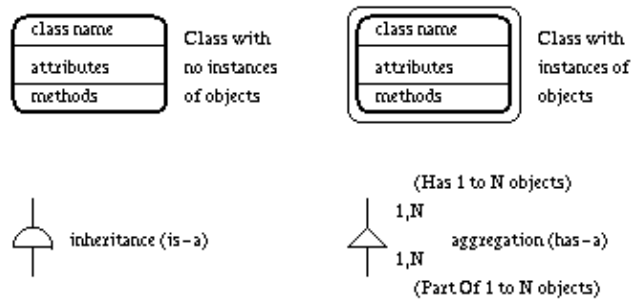 class name
attributes
methods
Class with
no instances
of objects
class name
attributes
methods
Class with
instances of
objects
inheritance (is-a)
(Has 1 to N objects)
1,N
aggregation (has-a)
1,N
(Part Of 1 to N objects)